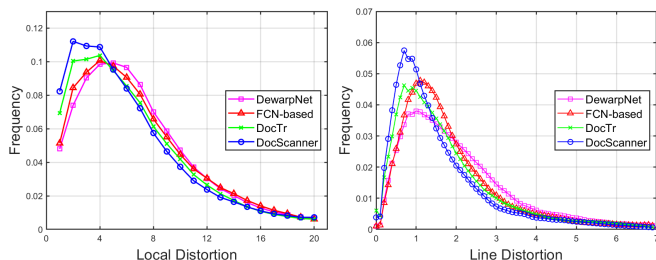 0.12
0.1
0.08
0.06
0.04
0.02
0
Frequency
0 4 8 12 16 20
Local Distortion
DewarpNet
FCN-based
DocTr
DocScanner
0.07
0.06
0.05
0.04
0.03
0.02
0.01
0
Frequency
0 1 2 3 4 5 6 7
Line Distortion
DewarpNet
FCN-based
DocTr
DocScanner